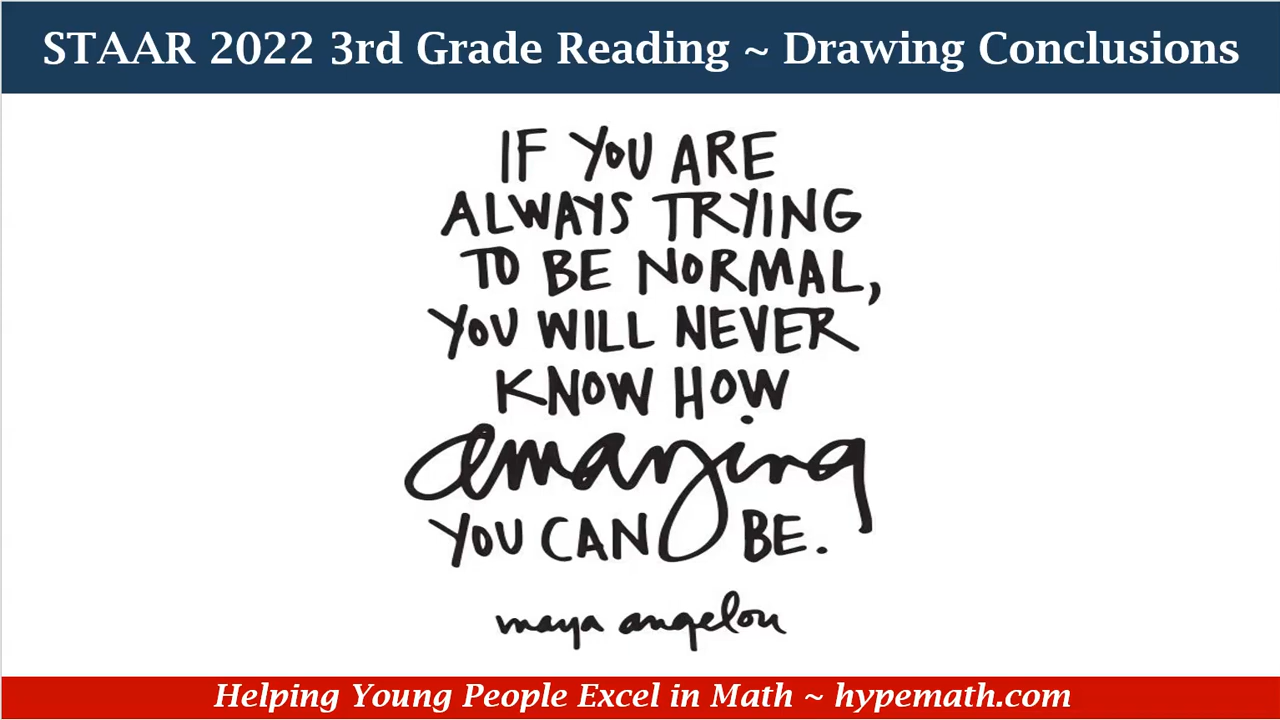 STAAR 2022 3rd Grade Reading ~ Drawing Conclusions
IF YOU ARE
ALWAYS TRYING
TO BE NORMAL,
YOU WILL NEVER
KNOW HOW
amazing
YOU CAN BE.
maya angelou
Helping Young People Excel in Math ~ hypemath.com